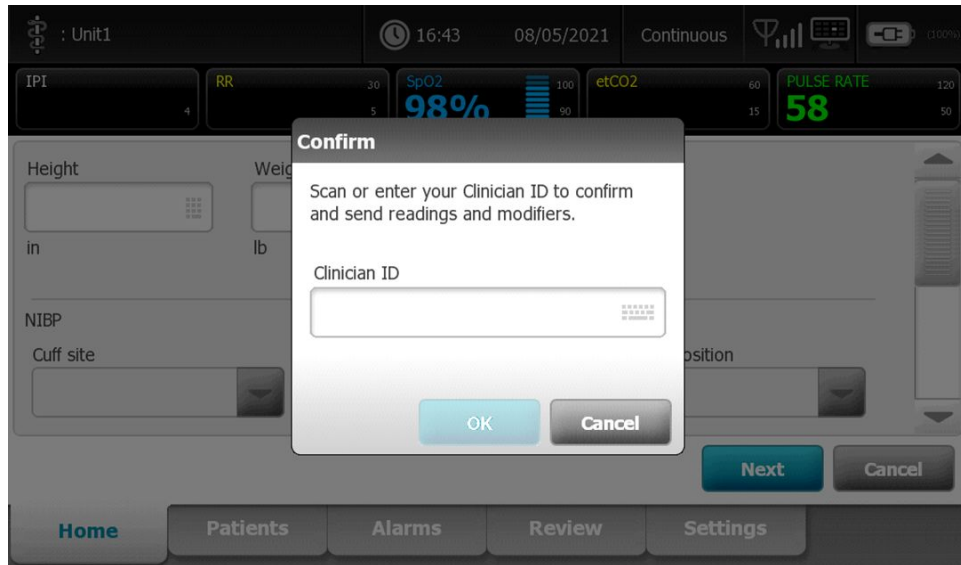 : Unit1
16:43
08/05/2021
Continuous
(100%)
IPI
4
RR
30
5
SpO2
98%
100
90
etCO2
60
15
PULSE RATE
58
120
50
Confirm
Scan or enter your Clinician ID to confirm
and send readings and modifiers.
Clinician ID
OK
Cancel
Height
in
Weig
lb
NIBP
Cuff site
osition
Next
Cancel
Home
Patients
Alarms
Review
Settings